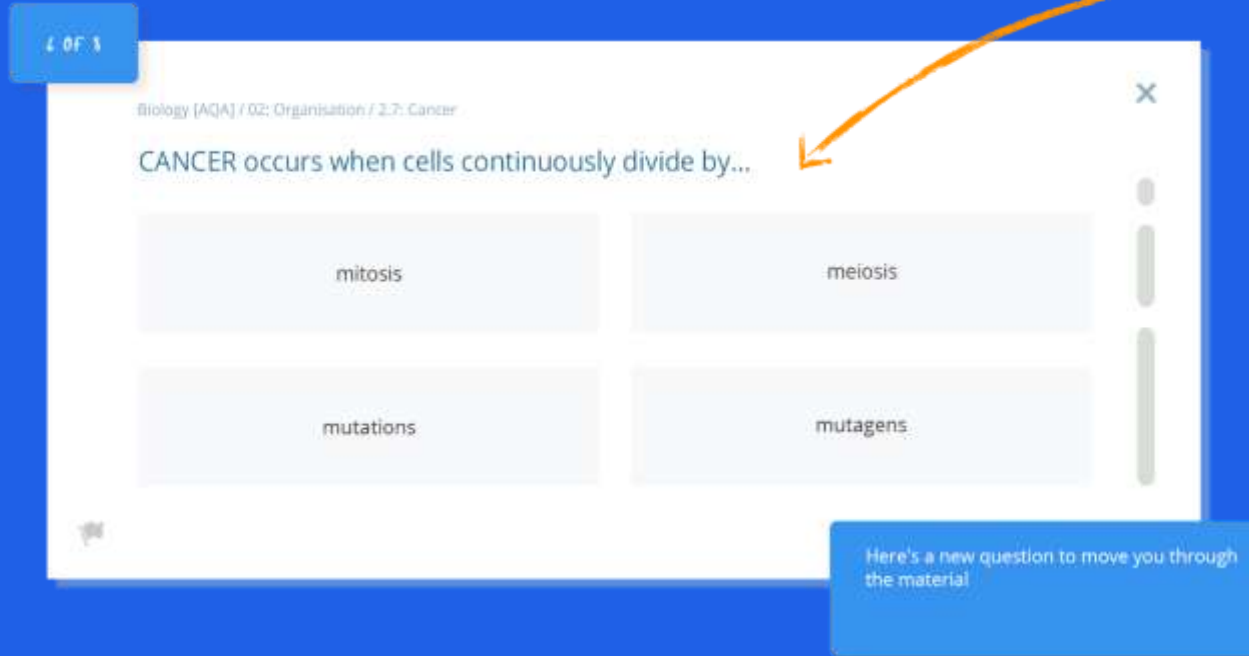 OF
Biology [AQA] / 02: Organisation / 2.7: Cancer
CANCER occurs when cells continuously divide by...
mitosis
meiosis
mutations
mutagens
Here's a new question to move you through
the material